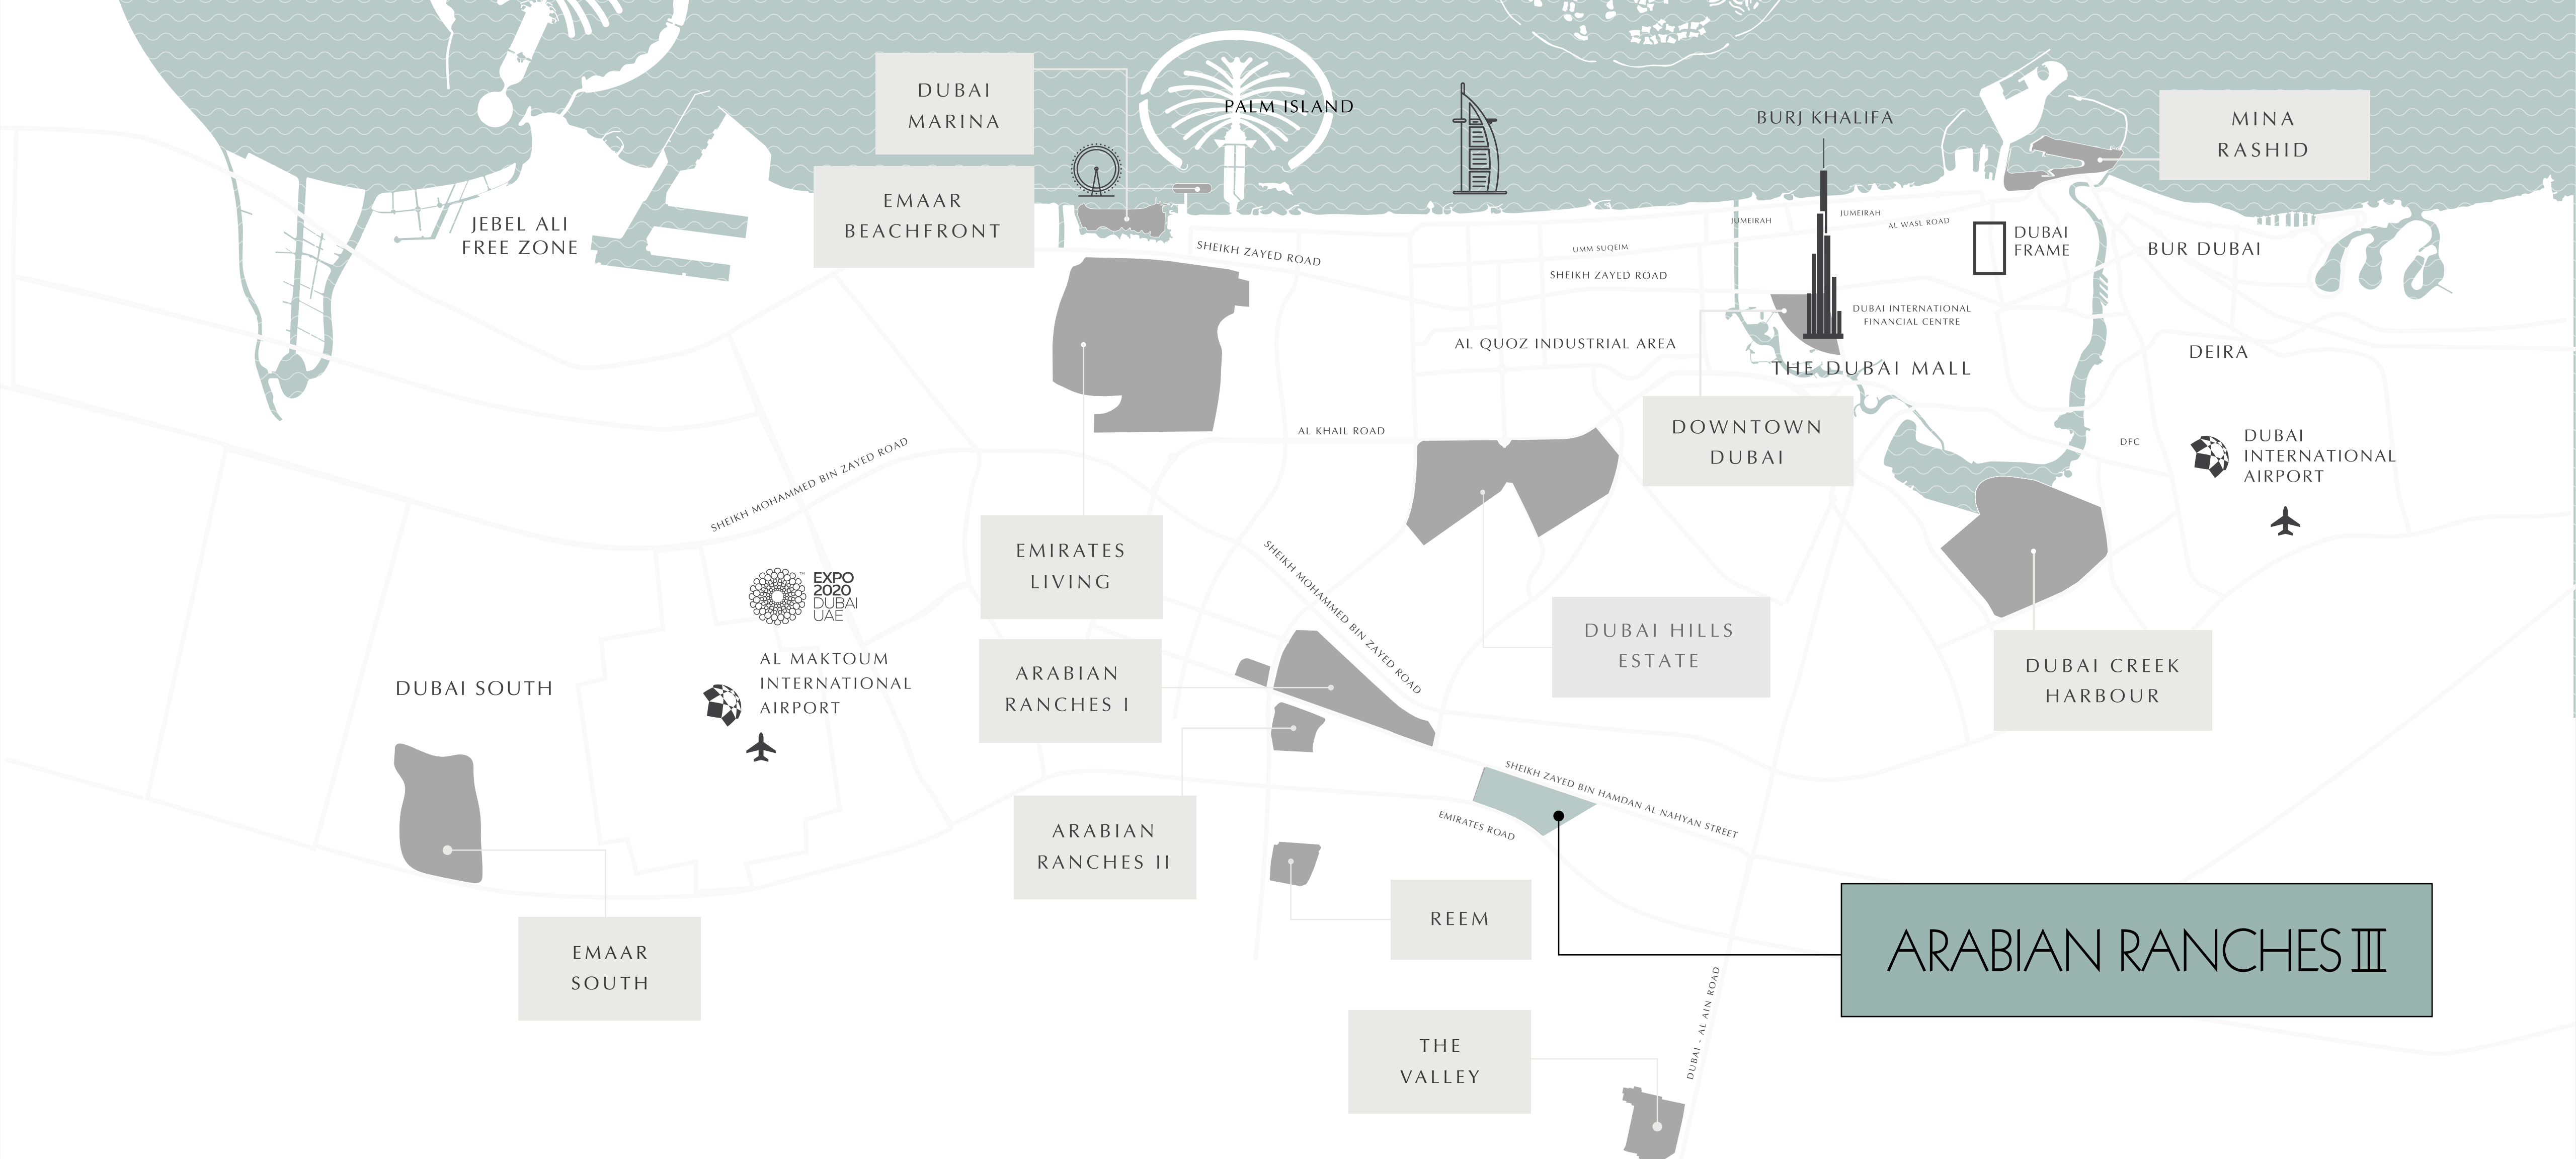 DUBAI
MARINA
PALM ISLAND
BURJ KHALIFA
MINA
RASHID
EMAAR
BEACHFRONT
JEBEL ALI
FREE ZONE
SHEIKH ZAYED ROAD
UMM SUQEIM
SHEIKH ZAYED ROAD
JUMEIRAH
JUMEIRAH
AL WASL ROAD
DUBAI
FRAME
BUR DUBAI
DUBAI INTERNATIONAL
FINANCIAL CENTRE
AL QUOZ INDUSTRIAL AREA
THE DUBAI MALL
DEIRA
DOWNTOWN
DUBAI
AL KHAIL ROAD
DFC
DUBAI
INTERNATIONAL
AIRPORT
SHEIKH MOHAMMED BIN ZAYED ROAD
EMIRATES
LIVING
SHEIKH MOHAMMED BIN ZAYED ROAD
EXPO
2020
DUBAI
UAE
™
DUBAI HILLS
ESTATE
DUBAI CREEK
HARBOUR
AL MAKTOUM
INTERNATIONAL
AIRPORT
DUBAI SOUTH
ARABIAN
RANCHES I
SHEIKH ZAYED BIN HAMDAN AL NAHYAN STREET
EMIRATES ROAD
ARABIAN
RANCHES II
REEM
ARABIAN RANCHES III
EMAAR
SOUTH
DUBAI - AL AIN ROAD
THE
VALLEY